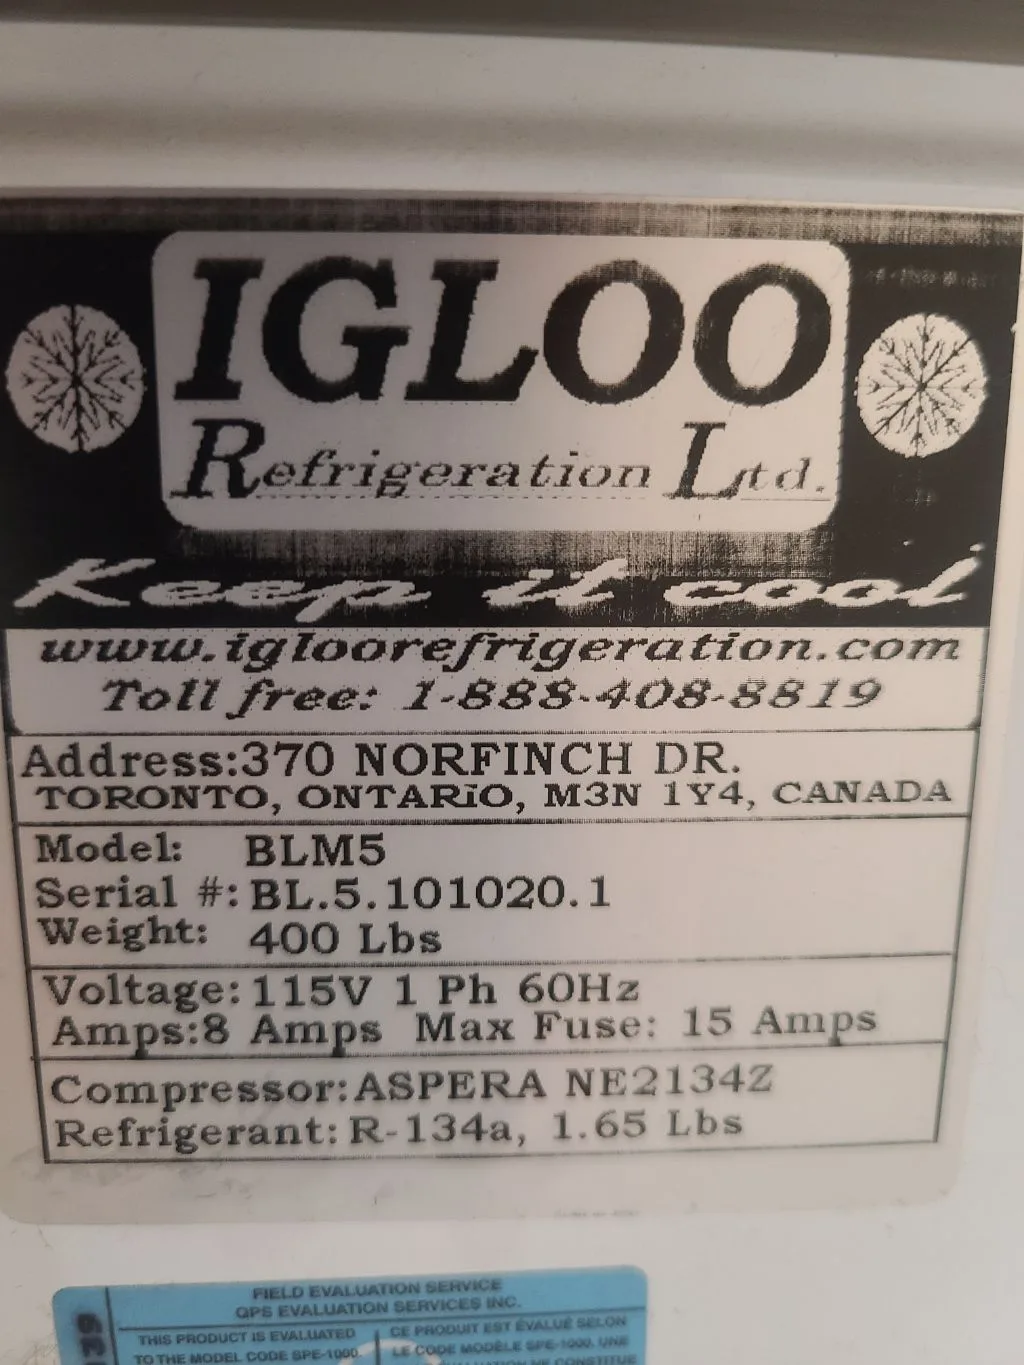 IGLOO
Refrigeration Ltd.
Keep it cool
www.igloorefrigeration.com
Toll free: 1-888-408-8819
Address:370 NORFINCH DR.
TORONTO, ONTARiO, M3N 1Y4, CANADA
Model: BLM5
Serial #: BL.5.101020.1
Weight: 400 Lbs
Voltage: 115V 1 Ph 60Hz
Amps:8 Amps Max Fuse: 15 Amps
Compressor: ASPERA NE2134Z
Refrigerant: R-134a, 1.65 Lbs
FIELD EVALUATION SERVICE
QPS EVALUATION SERVICES INC.
THIS PRODUCT IS EVALUATED
TO THE MODEL CODE SPE-1000.
CE PRODUIT EST ÉVALUÉ SELON
LE CODE MODÈLE SPE-1000. UNE